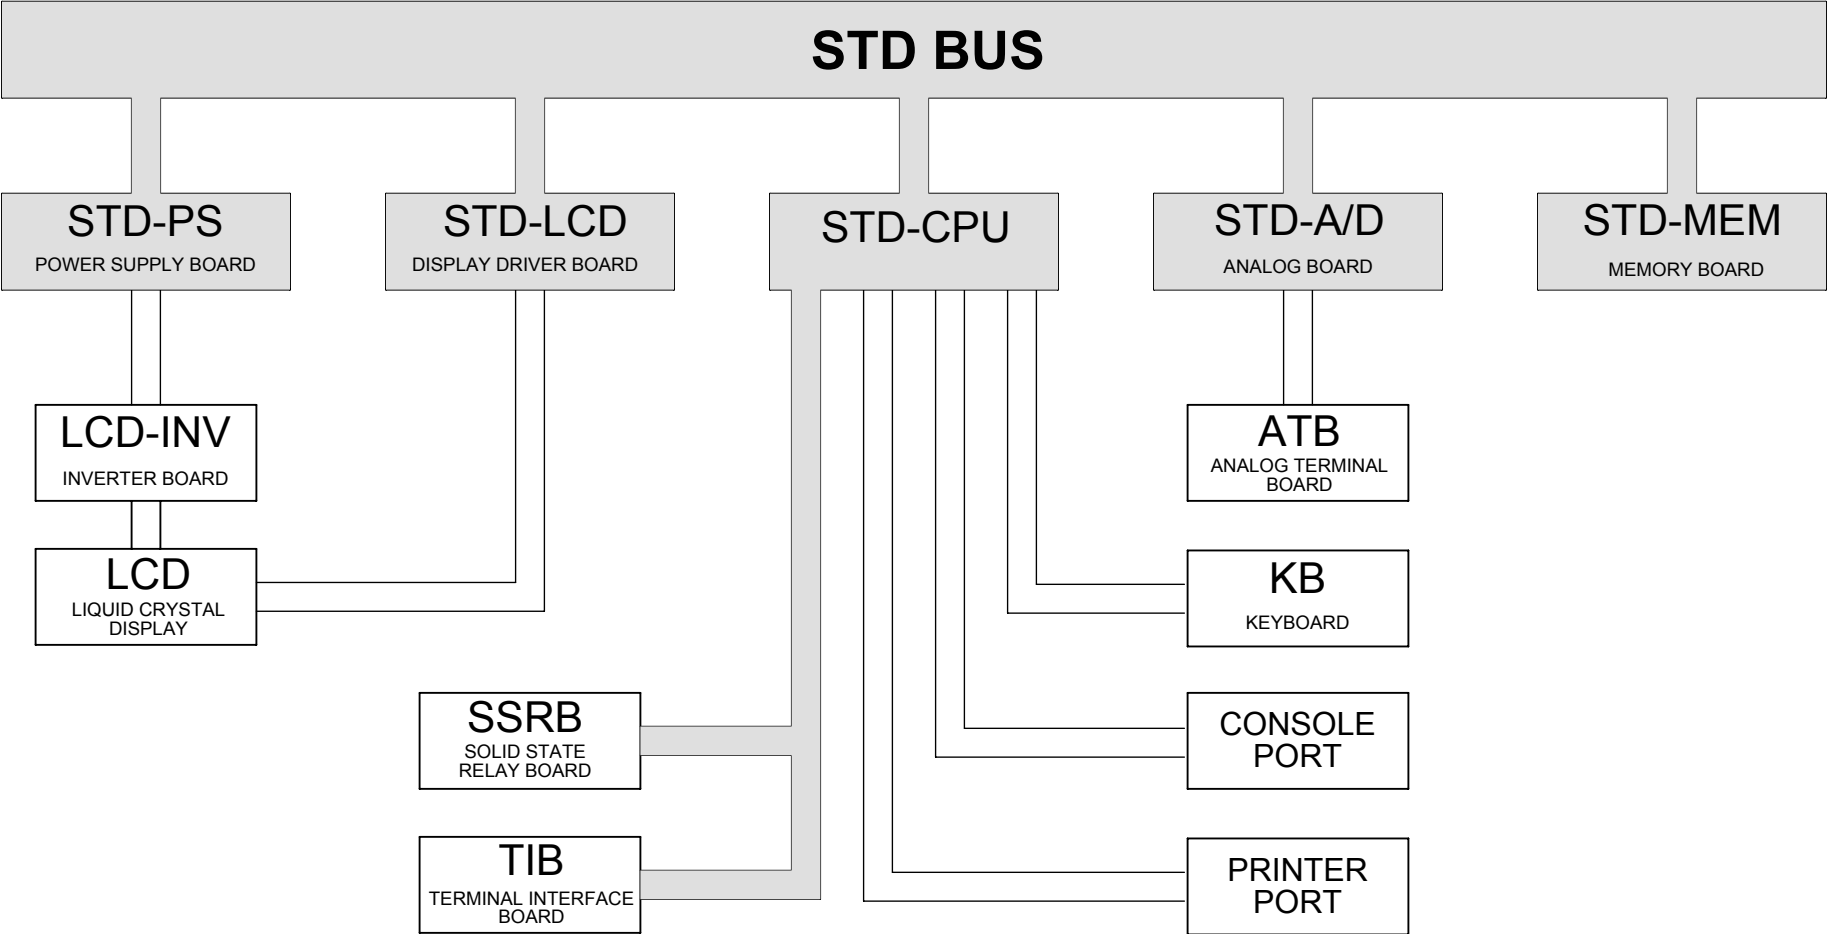 STD BUS
STD-PS
POWER SUPPLY BOARD
STD-LCD
DISPLAY DRIVER BOARD
STD-CPU
STD-A/D
ANALOG BOARD
STD-MEM
MEMORY BOARD
LCD-INV
INVERTER BOARD
ATB
ANALOG TERMINAL
BOARD
LCD
LIQUID CRYSTAL
DISPLAY
KB
KEYBOARD
SSRB
SOLID STATE
RELAY BOARD
CONSOLE
PORT
TIB
TERMINAL INTERFACE
BOARD
PRINTER
PORT